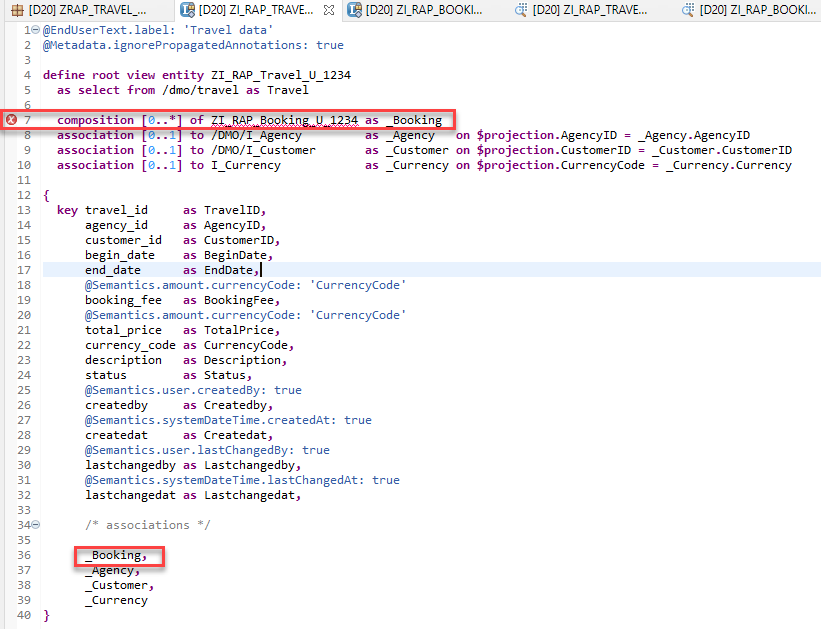 [D20] ZRAP_TRAVEL_... [D20] ZI_RAP_TRAVE... [D20] ZI_RAP_BOOKI... [D20] ZI_RAP_TRAVE... [D20] ZI_RAP_BOOKI...
1 @EndUserText.label: 'Travel data'
2 @Metadata.ignorePropagatedAnnotations: true
3
4 define root view entity ZI_RAP_Travel_U_1234
5 as select from /dmo/travel as Travel
6
7 composition [0..*] of ZI_RAP_Booking_U_1234 as _Booking
8 association [0..1] to /DMO/I_Agency as _Agency on $projection.AgencyID = _Agency.AgencyID
9 association [0..1] to /DMO/I_Customer as _Customer on $projection.CustomerID = _Customer.CustomerID
10 association [0..1] to I_Currency as _Currency on $projection.CurrencyCode = _Currency.Currency
11
12 {
13 key travel_id as TravelID,
14 agency_id as AgencyID,
15 customer_id as CustomerID,
16 begin_date as BeginDate,
17 end_date as EndDate,
18 @Semantics.amount.currencyCode: 'CurrencyCode'
19 booking_fee as BookingFee,
20 @Semantics.amount.currencyCode: 'CurrencyCode'
21 total_price as TotalPrice,
22 currency_code as CurrencyCode,
23 description as Description,
24 status as Status,
25 @Semantics.user.createdBy: true
26 createdby as Createdby,
27 @Semantics.systemDateTime.createdAt: true
28 createdat as Createdat,
29 @Semantics.user.lastChangedBy: true
30 lastchangedby as Lastchangedby,
31 @Semantics.systemDateTime.lastChangedAt: true
32 lastchangedat as Lastchangedat,
33
34 /* associations */
35
36 _Booking,
37 _Agency,
38 _Customer,
39 _Currency
40 }